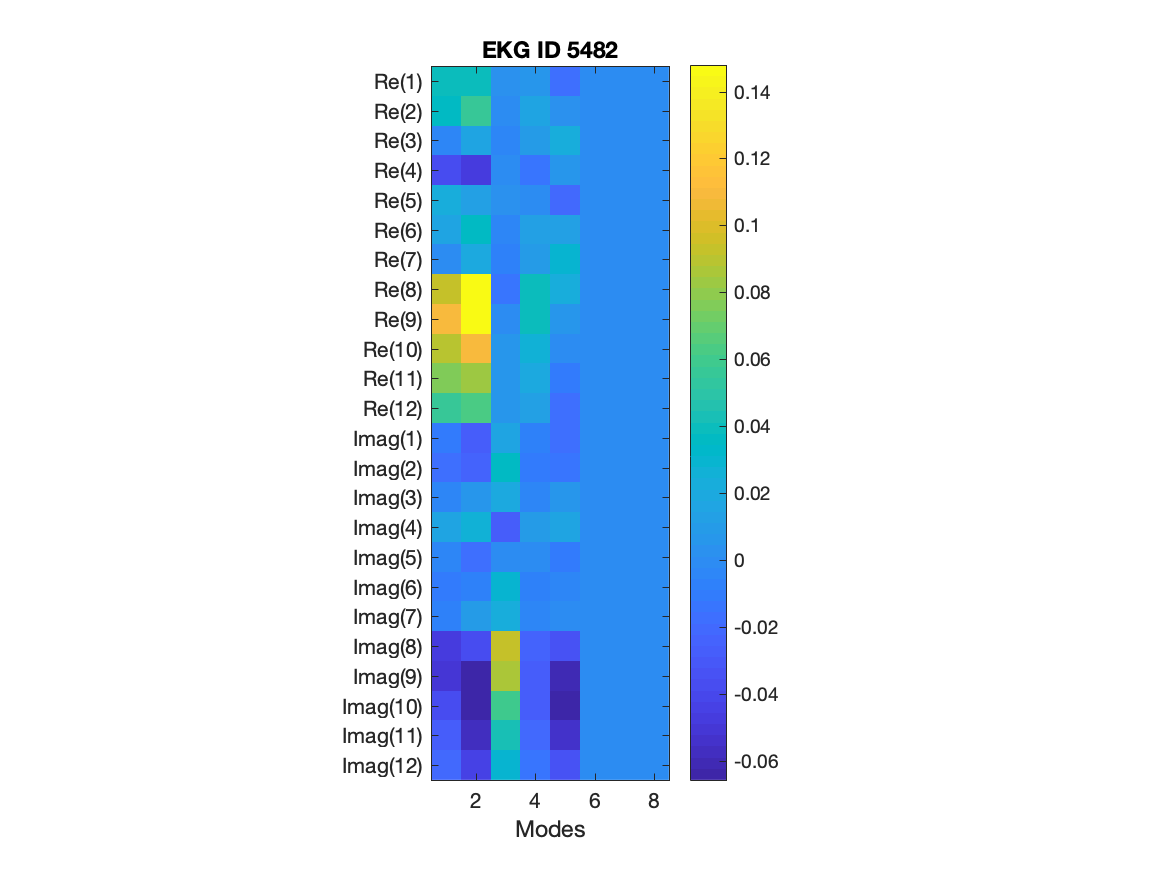 EKG ID 5482
Re(1)
Re(2)
Re(3)
Re(4)
Re(5)
Re(6)
Re(7)
Re(8)
Re(9)
Re(10)
Re(11)
Re(12)
Imag(1)
Imag(2)
Imag(3)
Imag(4)
Imag(5)
Imag(6)
Imag(7)
Imag(8)
Imag(9)
Imag(10)
Imag(11)
Imag(12)
2 4 6 8
Modes
0.14
0.12
0.1
0.08
0.06
0.04
0.02
0
-0.02
-0.04
-0.06